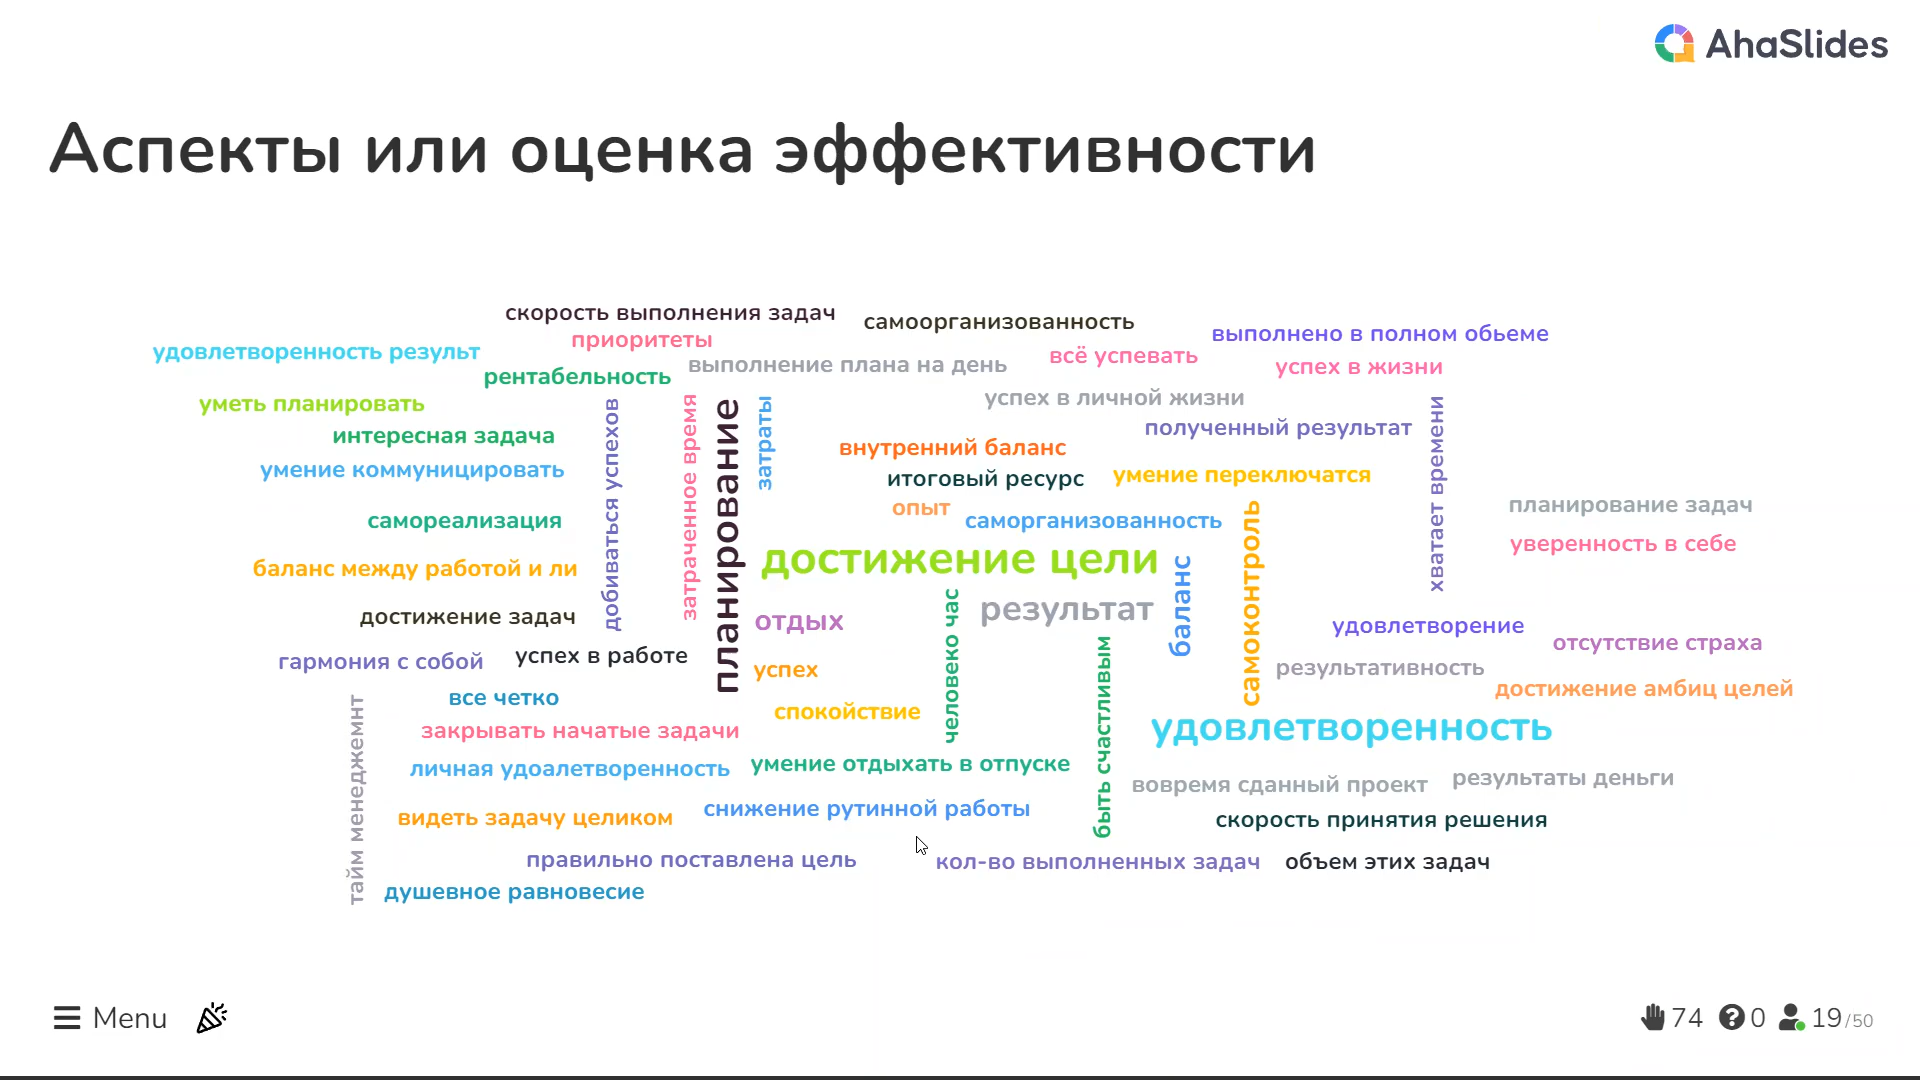 AhaSlides
Аспекты или оценка эффективности
скорость выполнения задач
самоорганизованность
выполнено в полном обьеме
приоритеты
удовлетворенность результ
всё успевать
выполнение плана на день
успех в жизни
рентабельность
уметь планировать
успех в личной жизни
полученный результат
интересная задача
добиваться успехов
затраченное время
планирование
затраты
внутренний баланс
хватает времени
умение коммуницировать
итоговый ресурс
умение переключатся
опыт
планирование задач
самореализация
саморганизованность
самоконтроль
уверенность в себе
достижение цели
баланс между работой и ли
баланс
результат
достижение задач
отдых
человеко час
удовлетворение
отсутствие страха
гармония с собой
успех в работе
успех
результативность
быть счастливым
достижение амбиц целей
все четко
спокойствие
тайм менеджемнт
закрывать начатые задачи
удовлетворенность
личная удоалетворенность
умение отдыхать в отпуске
вовремя сданный проект
результаты деньги
видеть задачу целиком
снижение рутинной работы
скорость принятия решения
правильно поставлена цель
кол-во выполненных задач
объем этих задач
душевное равновесие
Menu
74
0
19/50